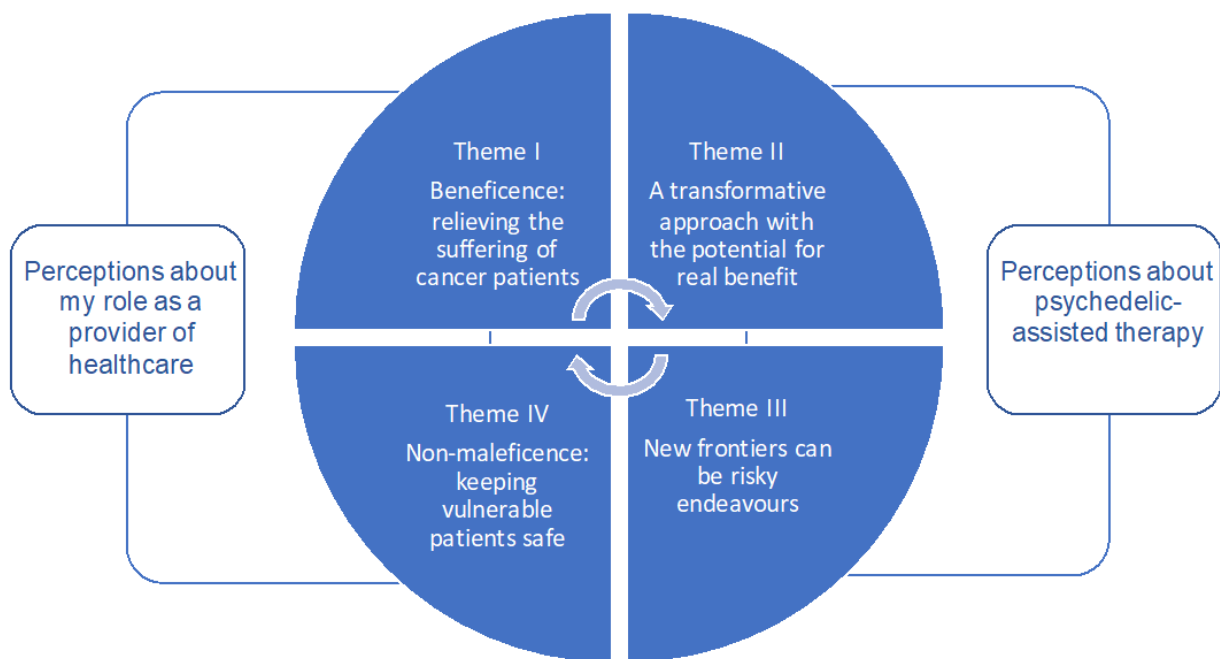 Theme I
Beneficence:
relieving the
suffering of
cancer patients
Theme II
A transformative
approach with
the potential for
real benefit
Perceptions about
my role as a
provider of
healthcare
Perceptions about
psychedelic-
assisted therapy
Theme IV
Non-maleficence:
keeping
vulnerable
patients safe
Theme III
New frontiers can
be risky
endeavours